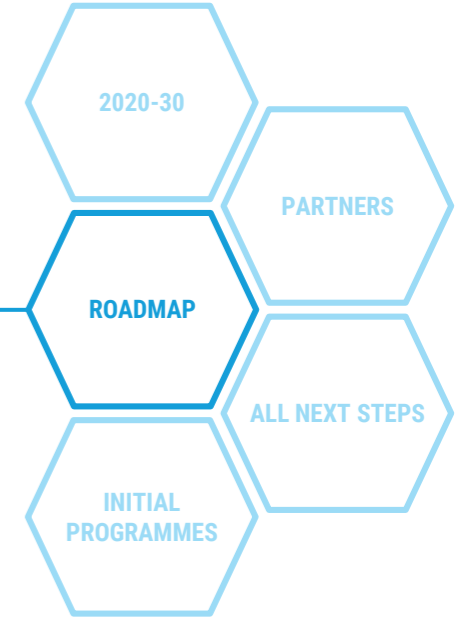 2020-30
PARTNERS
ROADMAP
ALL NEXT STEPS
INITIAL
PROGRAMMES